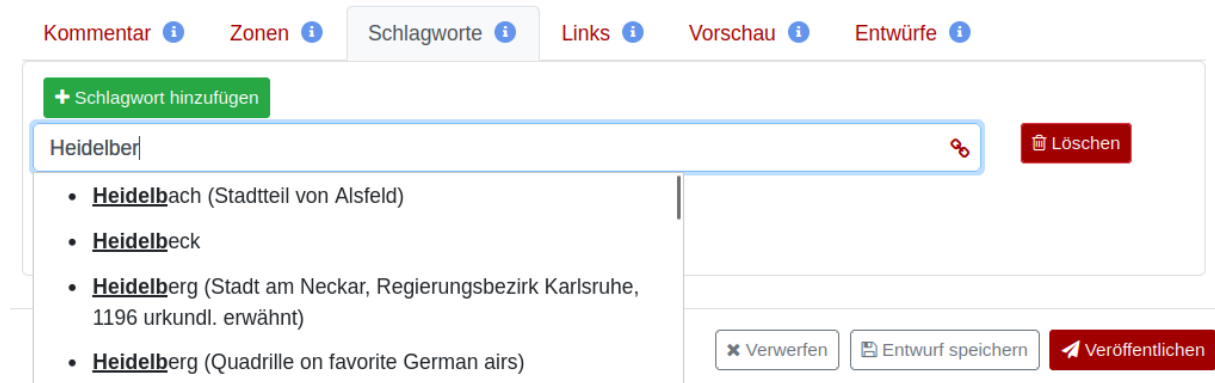 Kommentar i Zonen i Schlagworte i Links i Vorschau i Entwürfe i
+ Schlagwort hinzufügen
Heidelber
Löschen
• Heidelbach (Stadtteil von Alsfeld)
• Heidelbeck
• Heidelberg (Stadt am Neckar, Regierungsbezirk Karlsruhe,
1196 urkundl. erwähnt)
• Heidelberg (Quadrille on favorite German airs)
Verwerfen Entwurf speichern Veröffentlichen